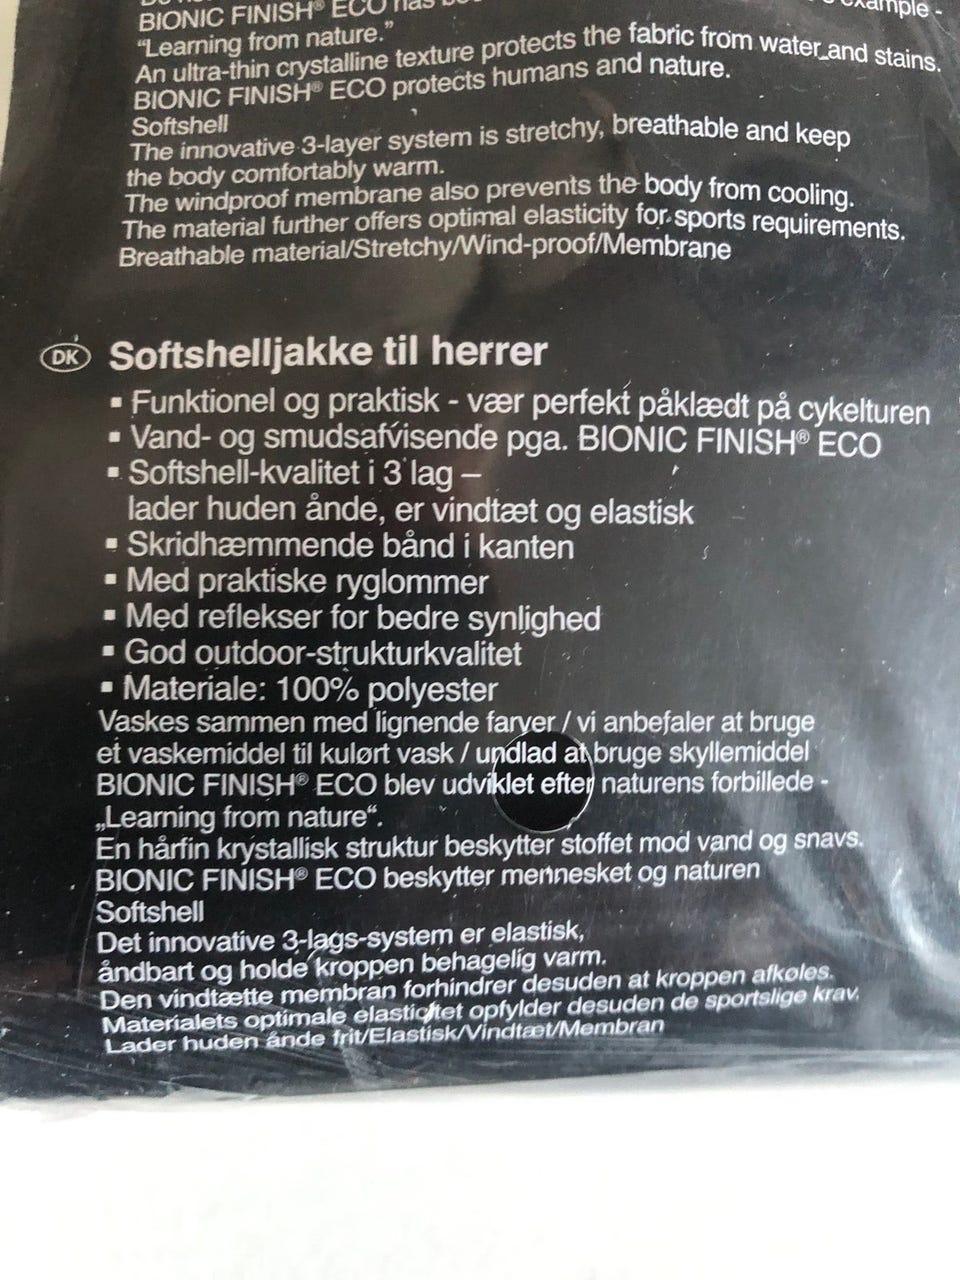 BIONIC FINISH® ECO has
example -
"Learning from nature."
An ultra-thin crystalline texture protects the fabric from water and stains.
BIONIC FINISH® ECO protects humans and nature.
Softshell
The innovative 3-layer system is stretchy, breathable and keep
the body comfortably warm.
The windproof membrane also prevents the body from cooling.
The material further offers optimal elasticity for sports requirements.
Breathable material/Stretchy/Wind-proof/Membrane
DK Softshelljakke til herrer
▪ Funktionel og praktisk - vær perfekt påklædt på cykelturen
▪ Vand- og smudsafvisende pga. BIONIC FINISH® ECO
▪ Softshell-kvalitet i 3 lag –
lader huden ånde, er vindtæt og elastisk
▪ Skridhæmmende bånd i kanten
▪ Med praktiske ryglommer
▪ Med reflekser for bedre synlighed
▪ God outdoor-strukturkvalitet
▪ Materiale: 100% polyester
Vaskes sammen med lignende farver / vi anbefaler at bruge
et vaskemiddel til kulørt vask / undlad at bruge skyllemiddel
BIONIC FINISH® ECO blev udviklet efter naturens forbillede -
„Learning from nature“.
En hårfin krystallisk struktur beskytter stoffet mod vand og snavs.
BIONIC FINISH® ECO beskytter mennesket og naturen
Softshell
Det innovative 3-lags-system er elastisk,
åndbart og holde kroppen behagelig varm.
Den vindtætte membran forhindrer desuden at kroppen afkøles.
Materialets optimale elasticitet opfylder desuden de sportslige krav.
Lader huden ånde frit/Elastisk/Vindtæt/Membran